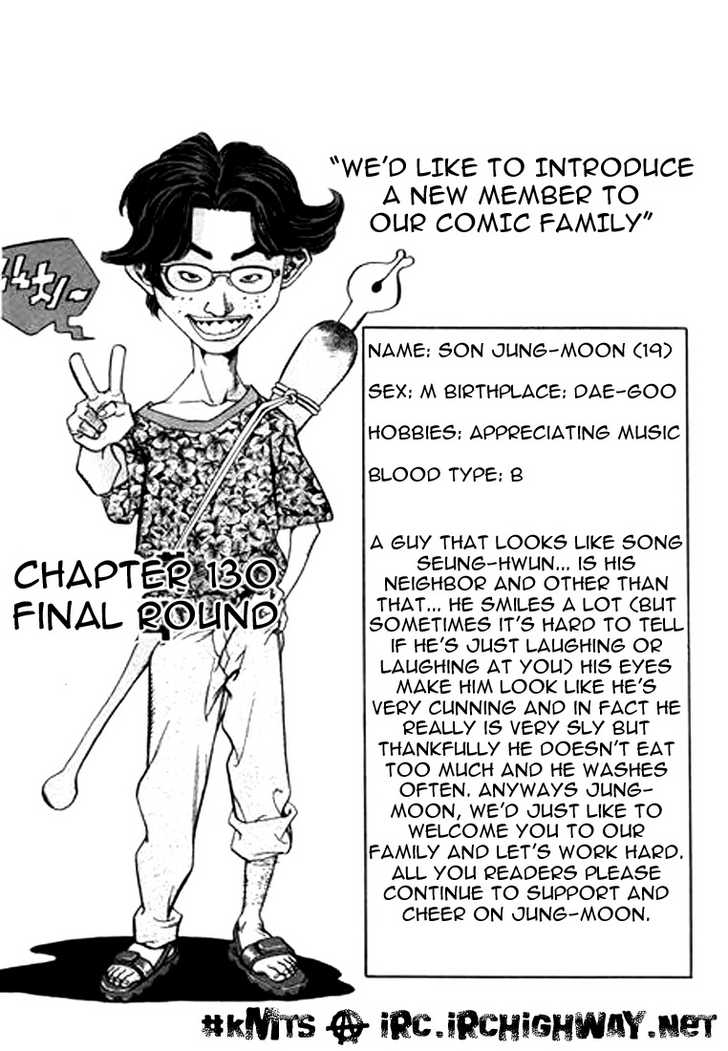 "WE'D LIKE TO INTRODUCE
A NEW MEMBER TO
OUR COMIC FAMILY"
NAME: SON JUNG-MOON (19)
SEX: M BIRTHPLACE: DAE-GOO
HOBBIES: APPRECIATING MUSIC
BLOOD TYPE: B
A GUY THAT LOOKS LIKE SONG
SEUNG-HWUN... IS HIS
NEIGHBOR AND OTHER THAN
THAT... HE SMILES A LOT (BUT
SOMETIMES IT'S HARD TO TELL
IF HE'S JUST LAUGHING OR
LAUGHING AT YOU) HIS EYES
MAKE HIM LOOK LIKE HE'S
VERY CUNNING AND IN FACT HE
REALLY IS VERY SLY BUT
THANKFULLY HE DOESN'T EAT
TOO MUCH AND HE WASHES
OFTEN. ANYWAYS JUNG-
MOON, WE'D JUST LIKE TO
WELCOME YOU TO OUR
FAMILY AND LET'S WORK HARD.
ALL YOU READERS PLEASE
CONTINUE TO SUPPORT AND
CHEER ON JUNG-MOON.
CHAPTER 130
FINAL ROUND
#kMTs iRC.iRCHiGHWAY.NeT